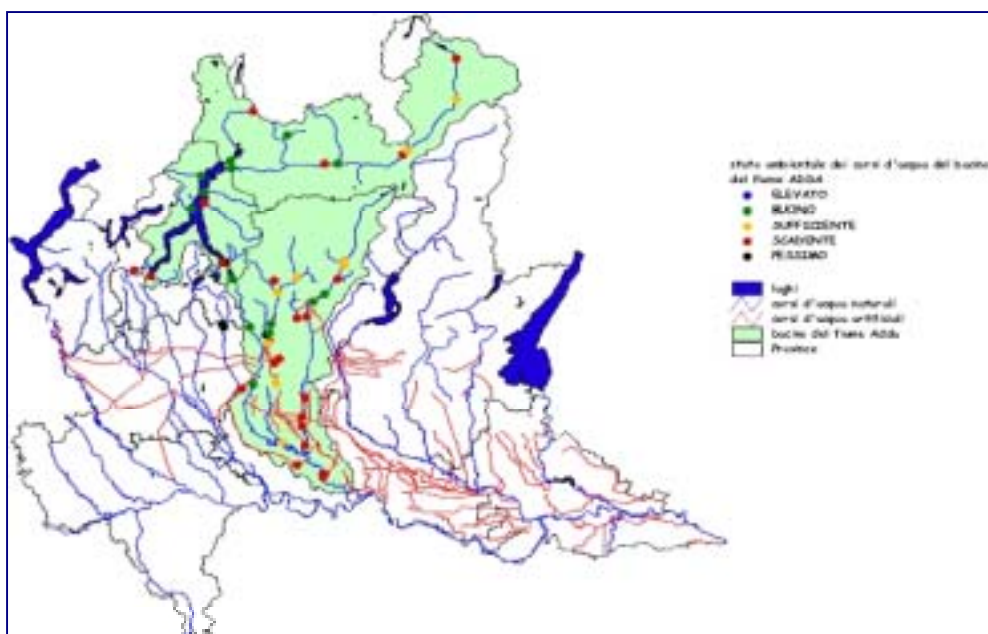 stato ambientale dei corsi d'acqua del bacino
del fiume ADDA
ELEVATO
BUONO
SUFFICIENTE
SCADENTE
PESSIMO
laghi
corsi d'acqua naturali
corsi d'acqua artificiali
bacino del fiume Adda
Province